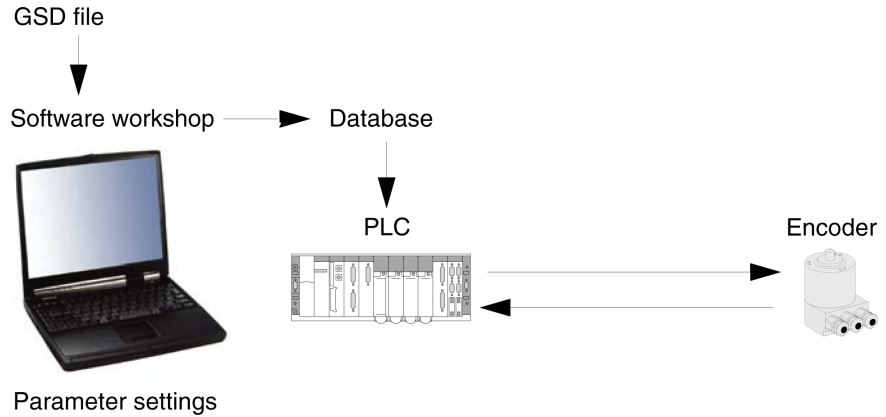 GSD file
Software workshop
Database
PLC
Encoder
Parameter settings